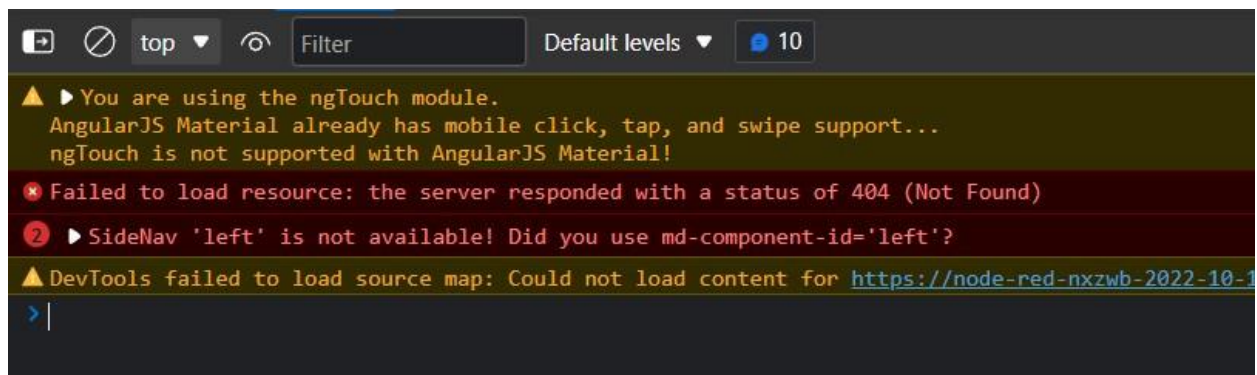 top Filter Default levels 10
You are using the ngTouch module.
AngularJS Material already has mobile click, tap, and swipe support...
ngTouch is not supported with AngularJS Material!
Failed to load resource: the server responded with a status of 404 (Not Found)
2 SideNav 'left' is not available! Did you use md-component-id='left'?
DevTools failed to load source map: Could not load content for https://node-red-nxzwb-2022-10-1